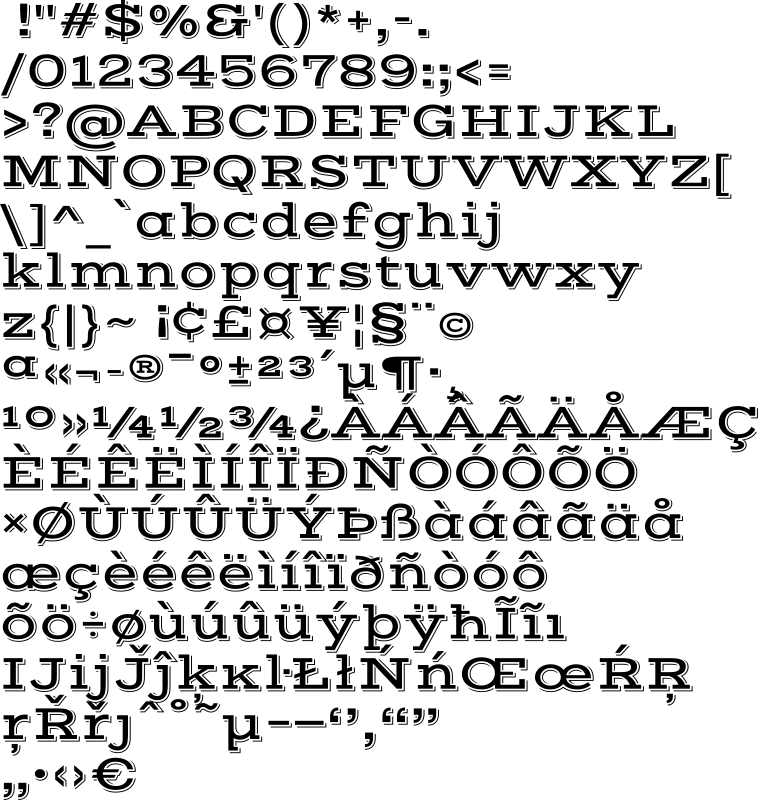 !"#$%&'()*+,-.
/0123456789:;<=
>?@ABCDEFGHIJKL
MNOPQRSTUVWXYZ[
\]^_`abcdefghij
klmnopqrstuvwxy
z{|}~ ¡¢£¤¥¦§¨©
ª«¬-®¯°±²³´µ¶·
¹º»¼½¾¿ÀÁÂÃÄÅÆÇ
ÈÉÊËÌÍÎÏÐÑÒÓÔÕÖ
×ØÙÚÛÜÝÞßàáâãäå
æçèéêëìíîïðñòóô
õö÷øùúûüýþÿħĨĩı
IJijĴĵķĸŀŁłŃńŒœŔŖ
ŗŘřȷˆ˚˜µ–—‘’‚“”
„•‹›€